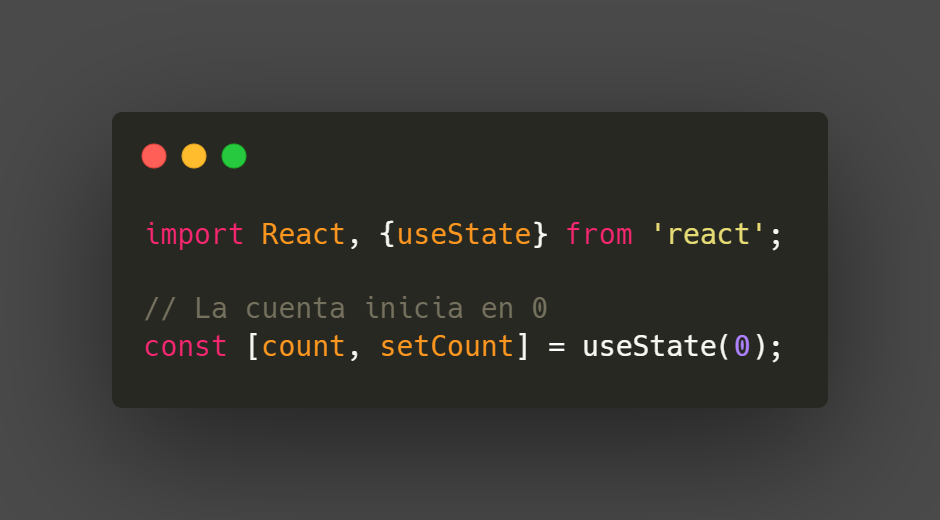 import React, {useState} from 'react';
// La cuenta inicia en 0
const [count, setCount] = useState(0);